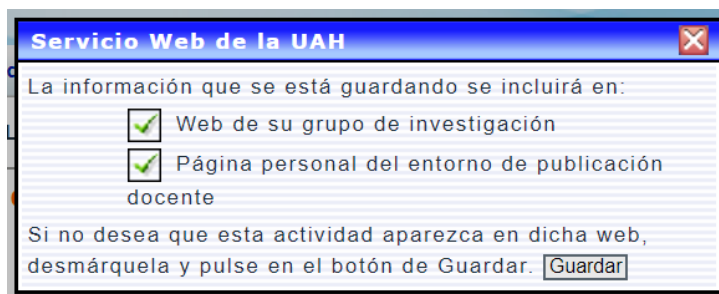 Servicio Web de la UAH
La información que se está guardando se incluirá en:
Web de su grupo de investigación
Página personal del entorno de publicación
docente
Si no desea que esta actividad aparezca en dicha web,
desmárquela y pulse en el botón de Guardar. Guardar